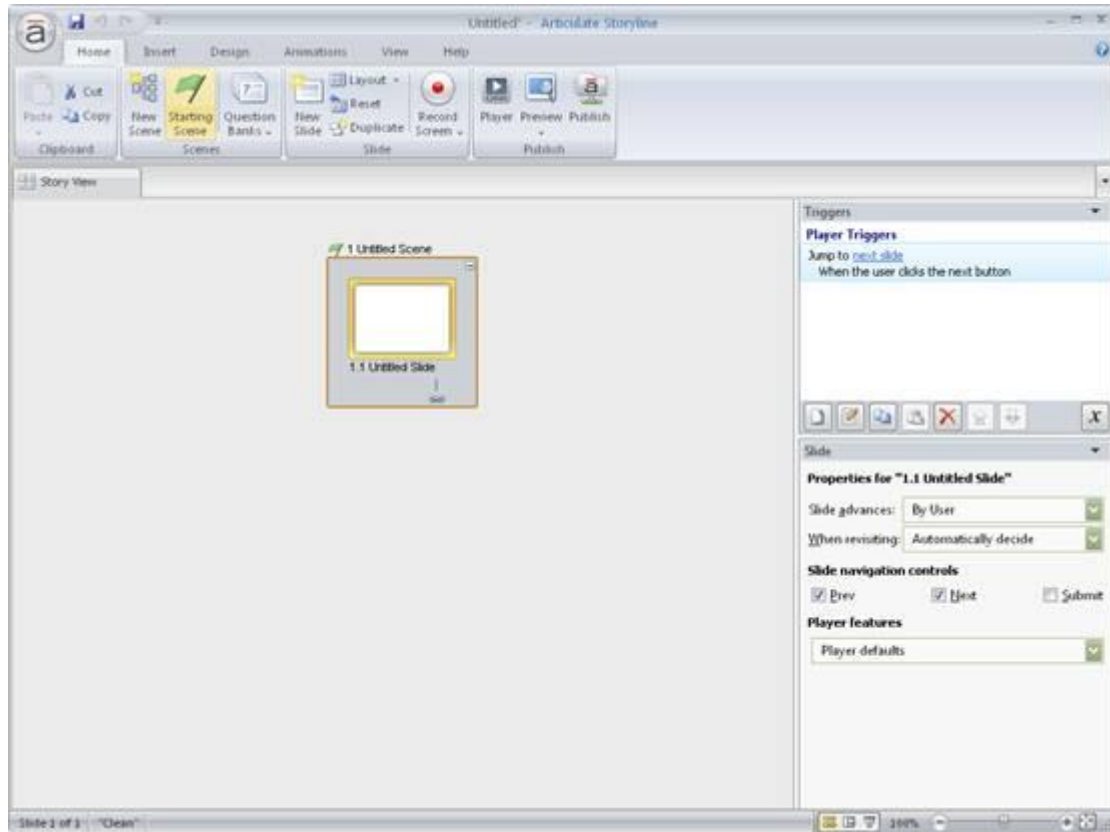 Untitled* - Articulate Storyline
Home Insert Design Animations View Help
Cut
Copy
Paste
Clipboard
New Scene
Starting Scene
Question Banks
Scenes
New Slide
Layout
Reset
Duplicate
Record Screen
Slide
Player Preview Publish
Publish
Story View
1 Untitled Scene
1.1 Untitled Slide
Triggers
Player Triggers
Jump to next slide
When the user clicks the next button
Slide
Properties for "1.1 Untitled Slide"
Slide advances: By User
When revisiting: Automatically decide
Slide navigation controls
Prev Next Submit
Player features
Player defaults
Slide 1 of 1 "Clean" 100%